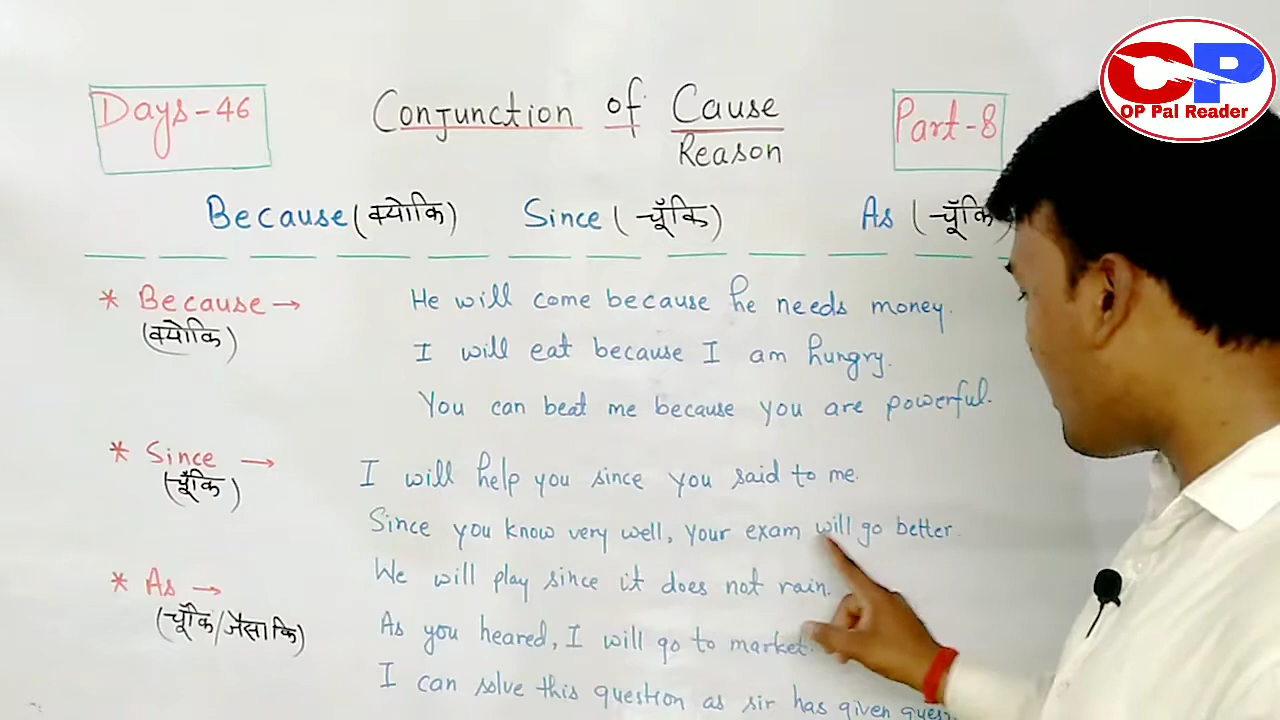 OP
OP Pal Reader
Days-46
Conjunction of Cause
Reason
Part-8
Because (क्योकि) Since (चूँकि) As (चूँकि
* Because → He will come because he needs money.
(क्योकि)
I will eat because I am hungry.
You can beat me because you are powerful.
* Since → I will help you since you said to me.
(चूँकि)
Since you know very well, your exam will go better.
We will play since it does not rain.
* As →
(चूँकि/जैसाकि)
As you heared, I will go to market.
I can solve this question as sir has given